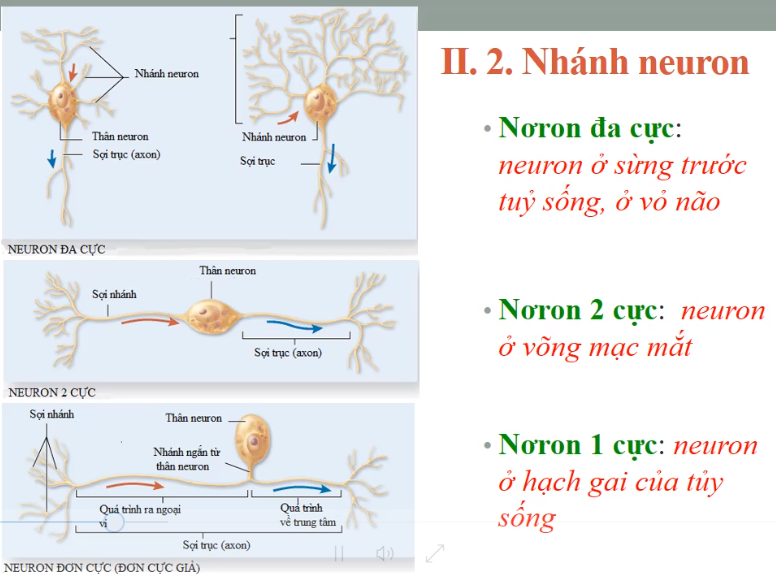 Nhánh neuron
Thân neuron
Sợi trục (axon)
Nhánh neuron
Sợi trục
NEURON ĐA CỰC
Thân neuron
Sợi nhánh
Sợi trục (axon)
NEURON 2 CỰC
Sợi nhánh
Thân neuron
Nhánh ngắn từ
thân neuron
Quá trình ra ngoại
vi
Quá trình
về trung tâm
Sợi trục (axon)
NEURON ĐƠN CỰC (ĐƠN CỰC GIẢ)
II. 2. Nhánh neuron
• Nơron đa cực:
neuron ở sừng trước
tuỷ sống, ở vỏ não
• Nơron 2 cực: neuron
ở võng mạc mắt
• Nơron 1 cực: neuron
ở hạch gai của tủy
sống